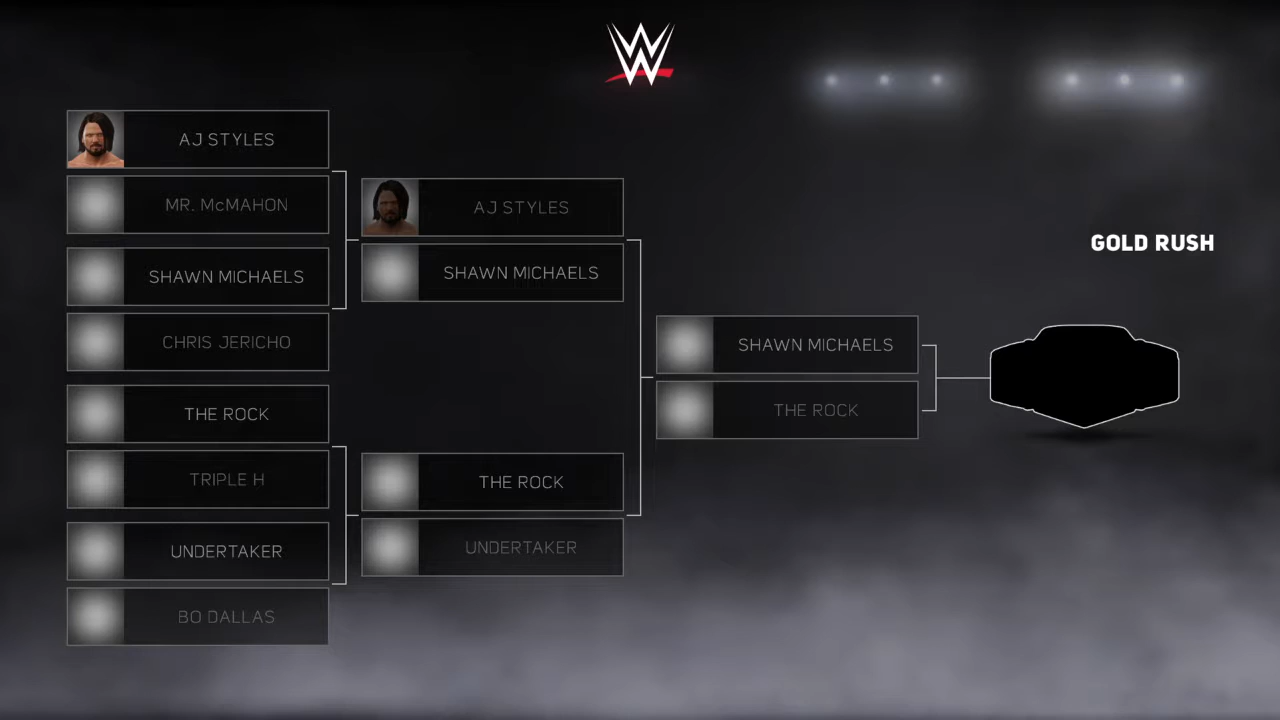 W
AJ STYLES
MR. McMAHON
SHAWN MICHAELS
CHRIS JERICHO
THE ROCK
TRIPLE H
UNDERTAKER
BO DALLAS
AJ STYLES
SHAWN MICHAELS
THE ROCK
UNDERTAKER
SHAWN MICHAELS
THE ROCK
GOLD RUSH